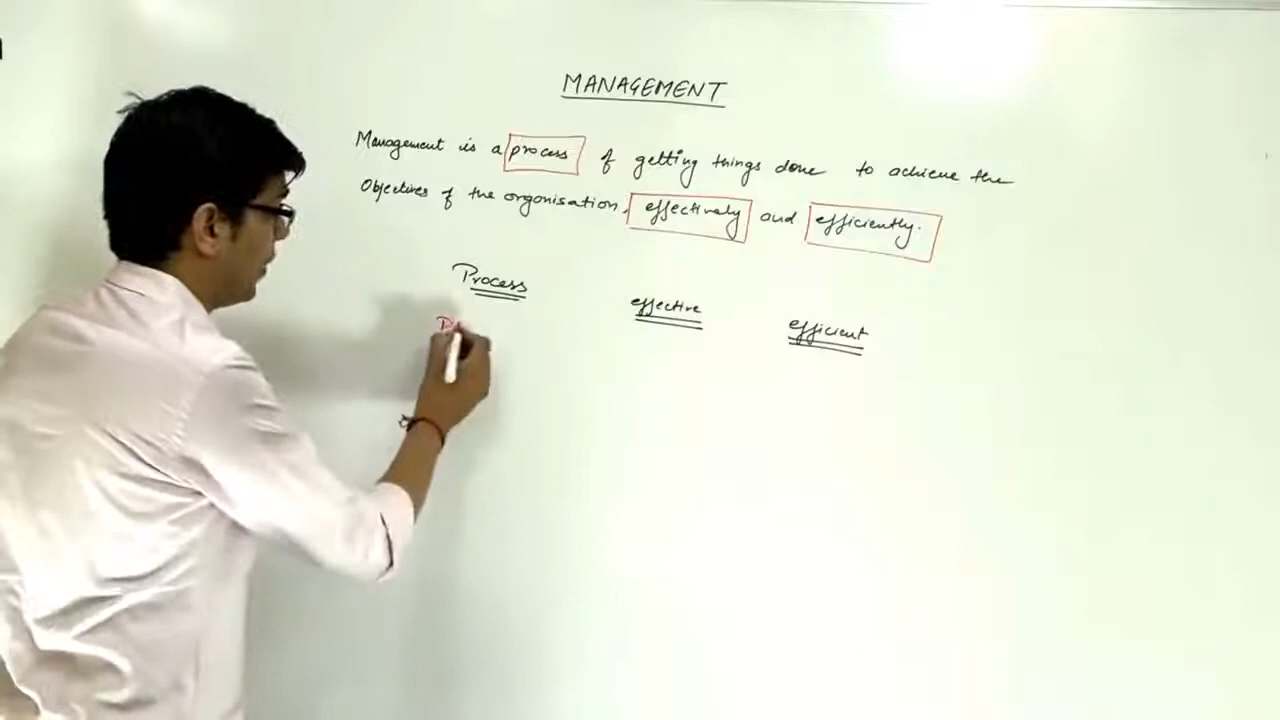 MANAGEMENT
Management is a process of getting things done to achieve the
Objectives of the organisation, effectively and efficiently.
Process
effective
efficient